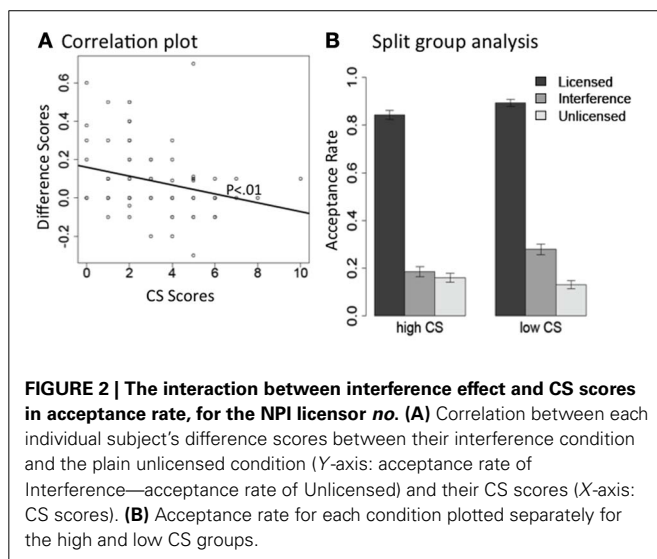 A Correlation plot
Difference Scores
0.6
0.4
0.2
0.0
-0.2
P<.01
0 2 4 6 8 10
CS Scores
B Split group analysis
Acceptance Rate
1.0
0.8
0.6
0.4
0.2
0.0
Licensed
Interference
Unlicensed
high CS low CS
FIGURE 2 | The interaction between interference effect and CS scores
in acceptance rate, for the NPI licensor no. (A) Correlation between each
individual subject's difference scores between their interference condition
and the plain unlicensed condition (Y-axis: acceptance rate of
Interference—acceptance rate of Unlicensed) and their CS scores (X-axis:
CS scores). (B) Acceptance rate for each condition plotted separately for
the high and low CS groups.